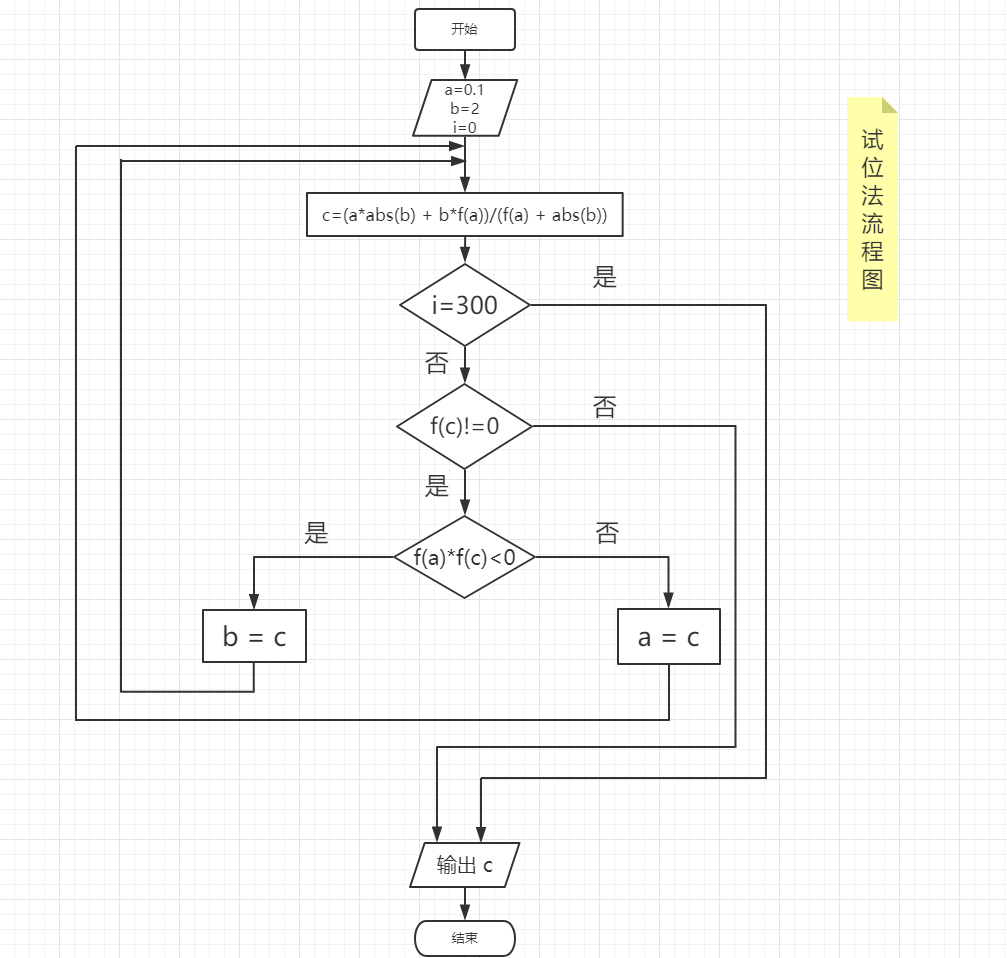 开始
a=0.1
b=2
i=0
试
位
法
流
程
图
c=(a*abs(b) + b*f(a))/(f(a) + abs(b))
是
i=300
否
否
f(c)!=0
是
是
否
f(a)*f(c)<0
b = c
a = c
输出 c
结束